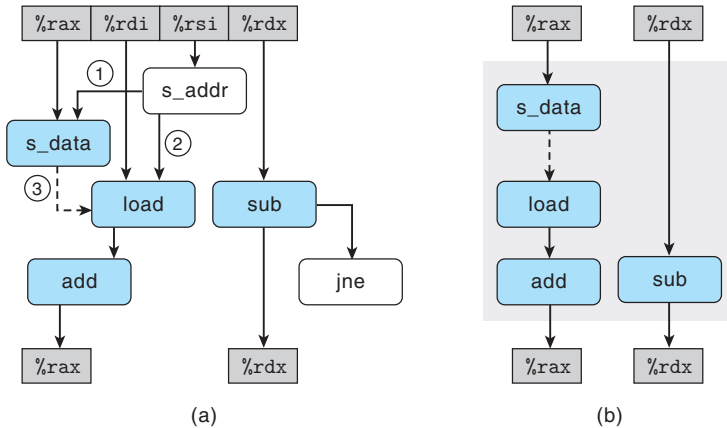 %rax %rdi %rsi %rdx
%rax %rdx
1
s_addr
s_data
2
s_data
3
load
sub
load
add
jne
add
sub
%rax
%rdx
%rax
%rdx
(a)
(b)